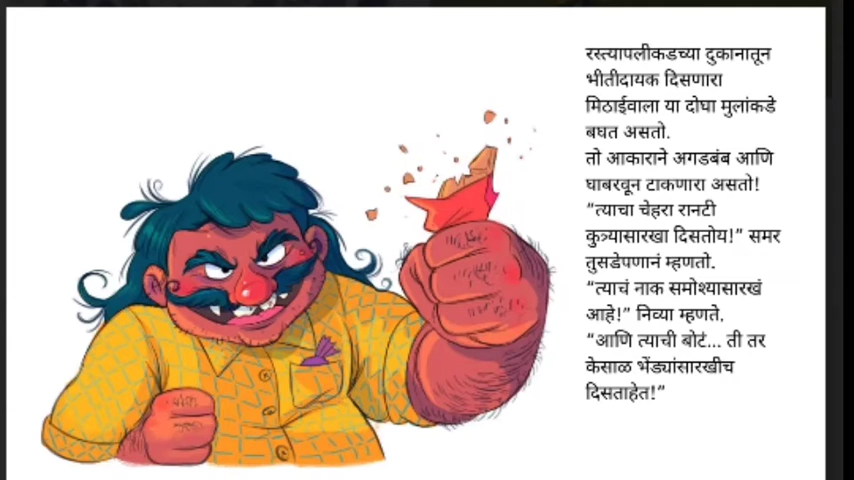 रस्त्यापलीकडच्या दुकानातून
भीतीदायक दिसणारा
मिठाईवाला या दोघा मुलांकडे
बघत असतो.
तो आकाराने अगडबंब आणि
घाबरवून टाकणारा असतो!
“त्याचा चेहरा रानटी
कुत्र्यासारखा दिसतोय!” समर
तुसडेपणानं म्हणतो.
“त्याचं नाक समोश्यासारखं
आहे!” निव्या म्हणते.
“आणि त्याची बोटं... ती तर
केसाळ भेंड्यांसारखीच
दिसताहेत!”